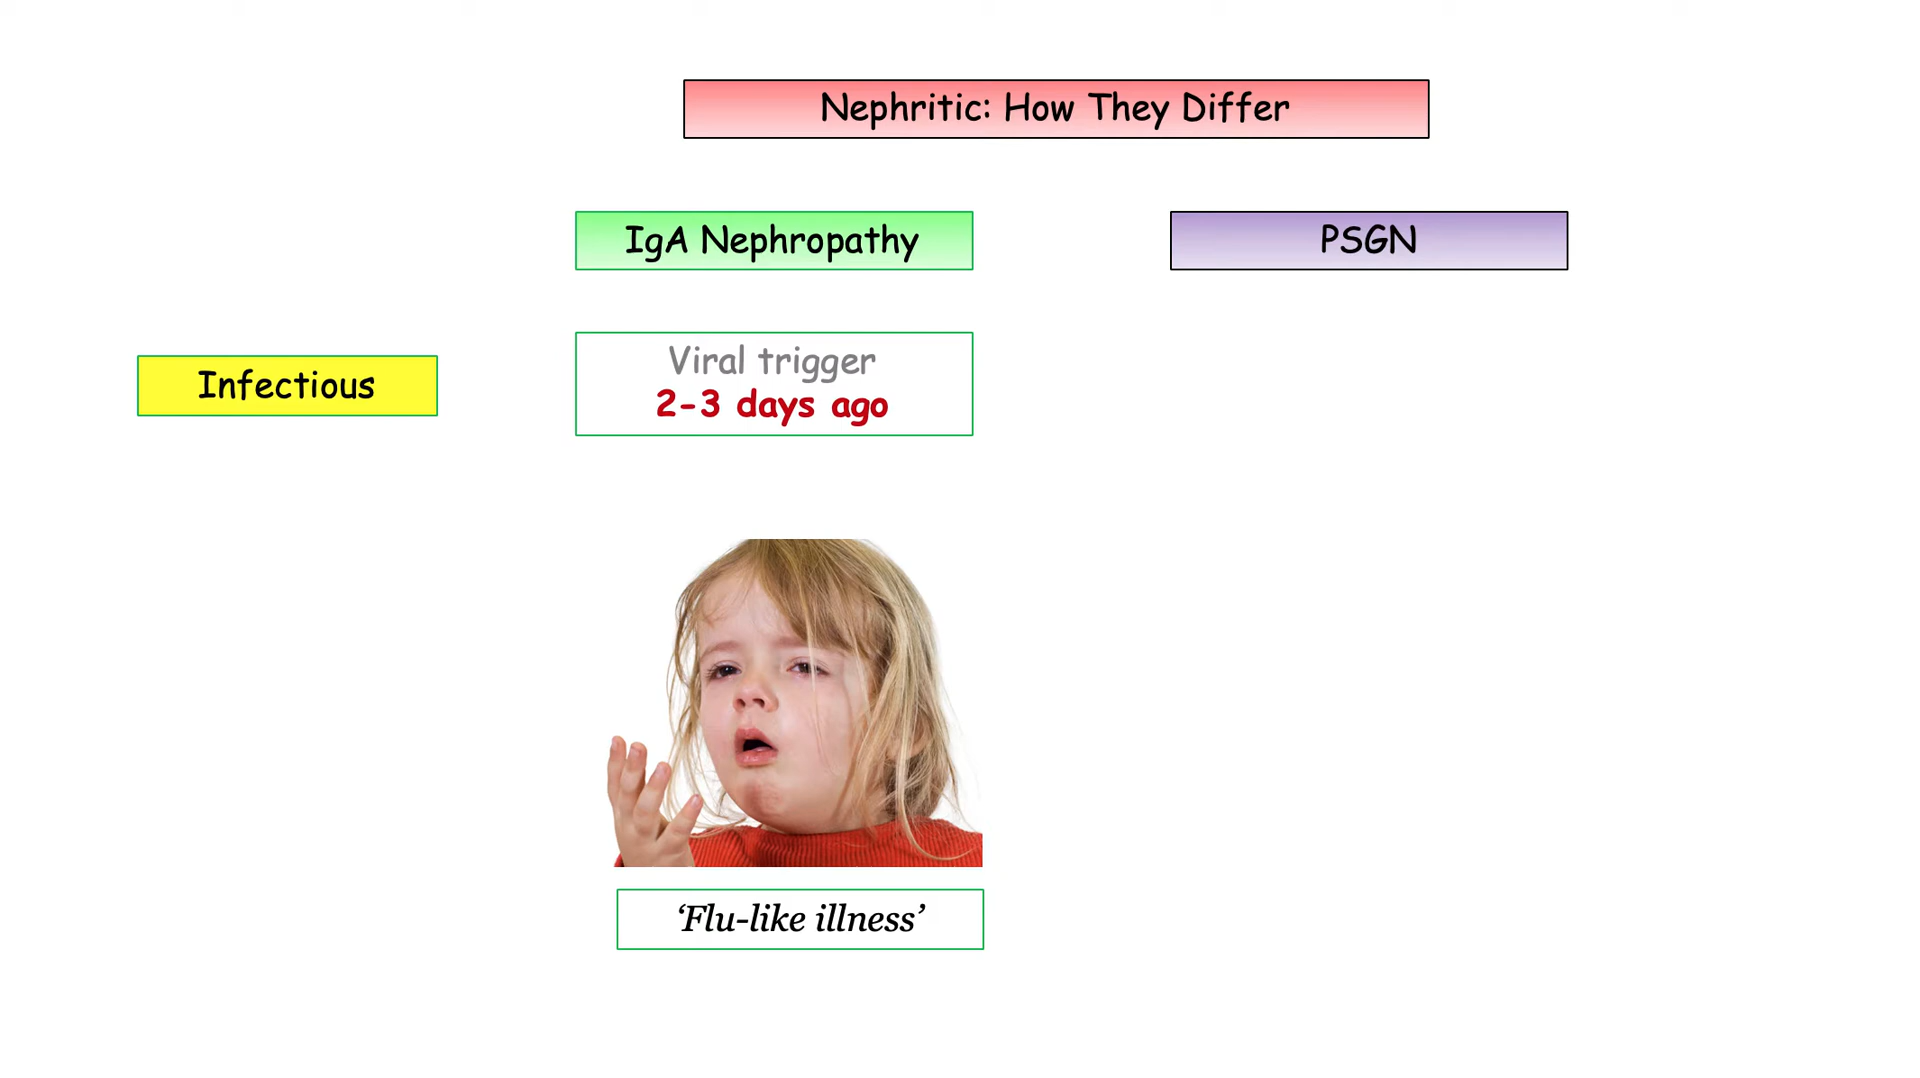 Nephritic: How They Differ
IgA Nephropathy
PSGN
Infectious
Viral trigger
2-3 days ago
‘Flu-like illness’